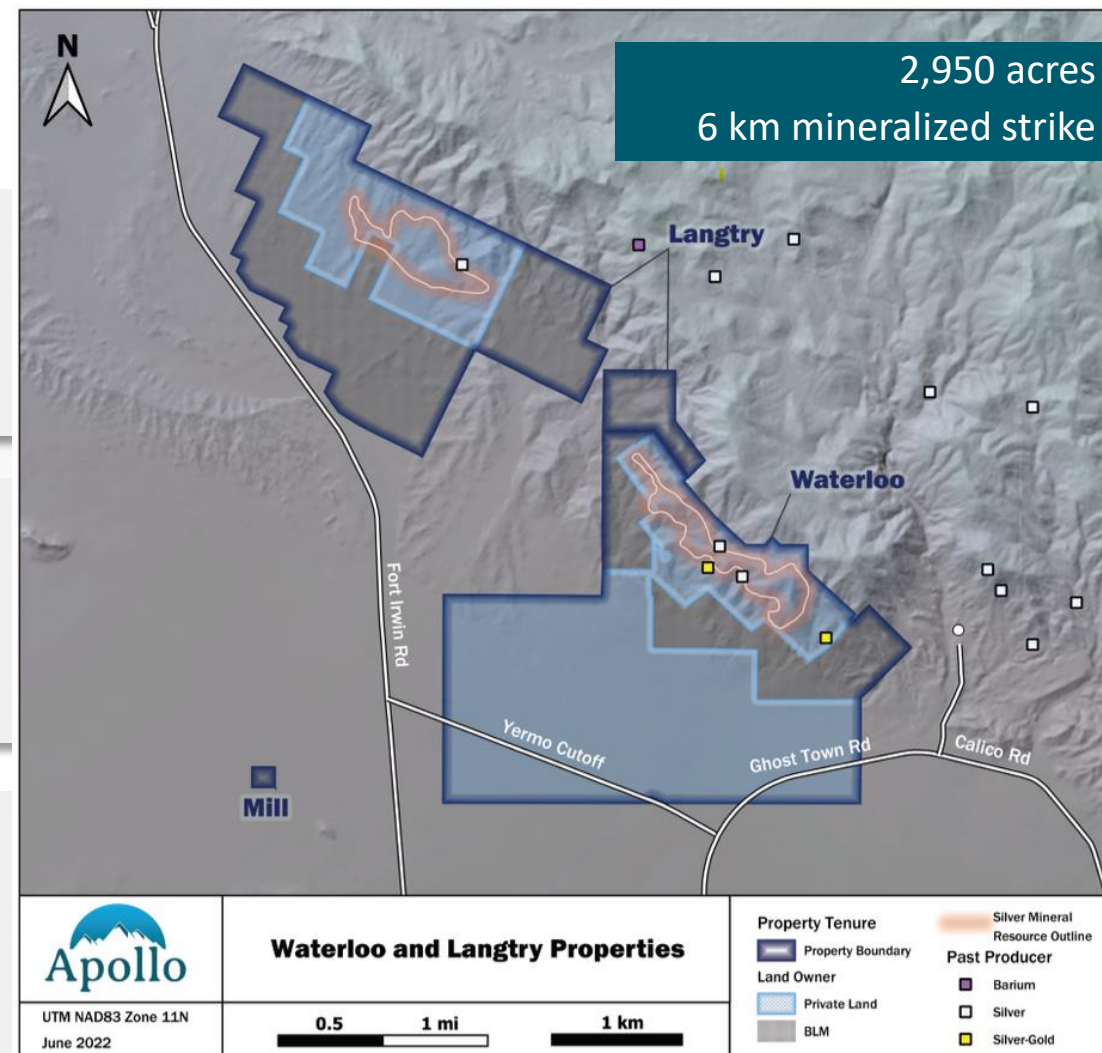 N
2,950 acres
6 km mineralized strike
Langtry
Waterloo
Fort Irwin Rd
Yermo Cutoff
Ghost Town Rd
Calico Rd
Mill
Apollo
UTM NAD83 Zone 11N
June 2022
Waterloo and Langtry Properties
0.5 1 mi 1 km
Property Tenure
Property Boundary
Land Owner
Private Land
BLM
Silver Mineral
Resource Outline
Past Producer
Barium
Silver
Silver-Gold